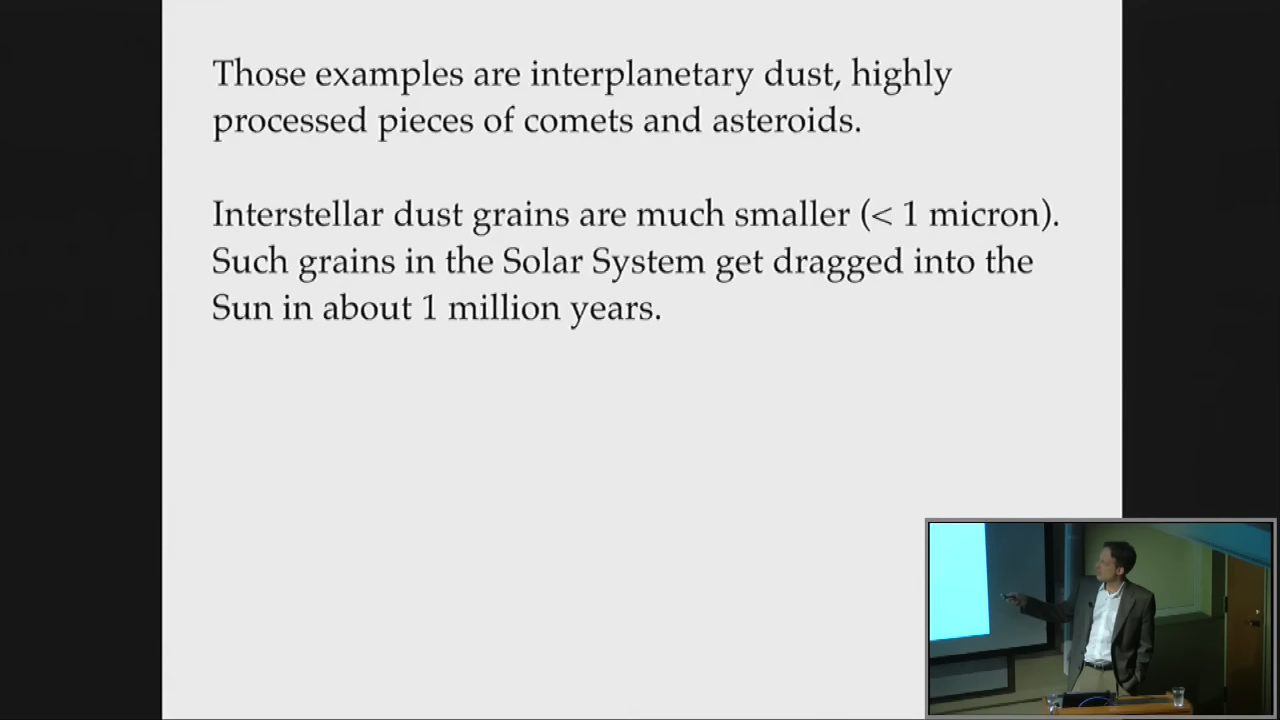 Those examples are interplanetary dust, highly
processed pieces of comets and asteroids.
Interstellar dust grains are much smaller (< 1 micron).
Such grains in the Solar System get dragged into the
Sun in about 1 million years.